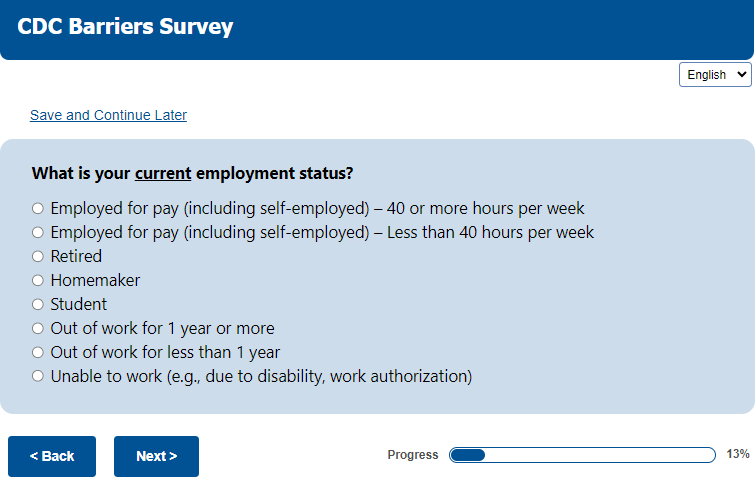 CDC Barriers Survey
English
Save and Continue Later
What is your current employment status?
Employed for pay (including self-employed) – 40 or more hours per week
Employed for pay (including self-employed) – Less than 40 hours per week
Retired
Homemaker
Student
Out of work for 1 year or more
Out of work for less than 1 year
Unable to work (e.g., due to disability, work authorization)
< Back
Next >
Progress
13%